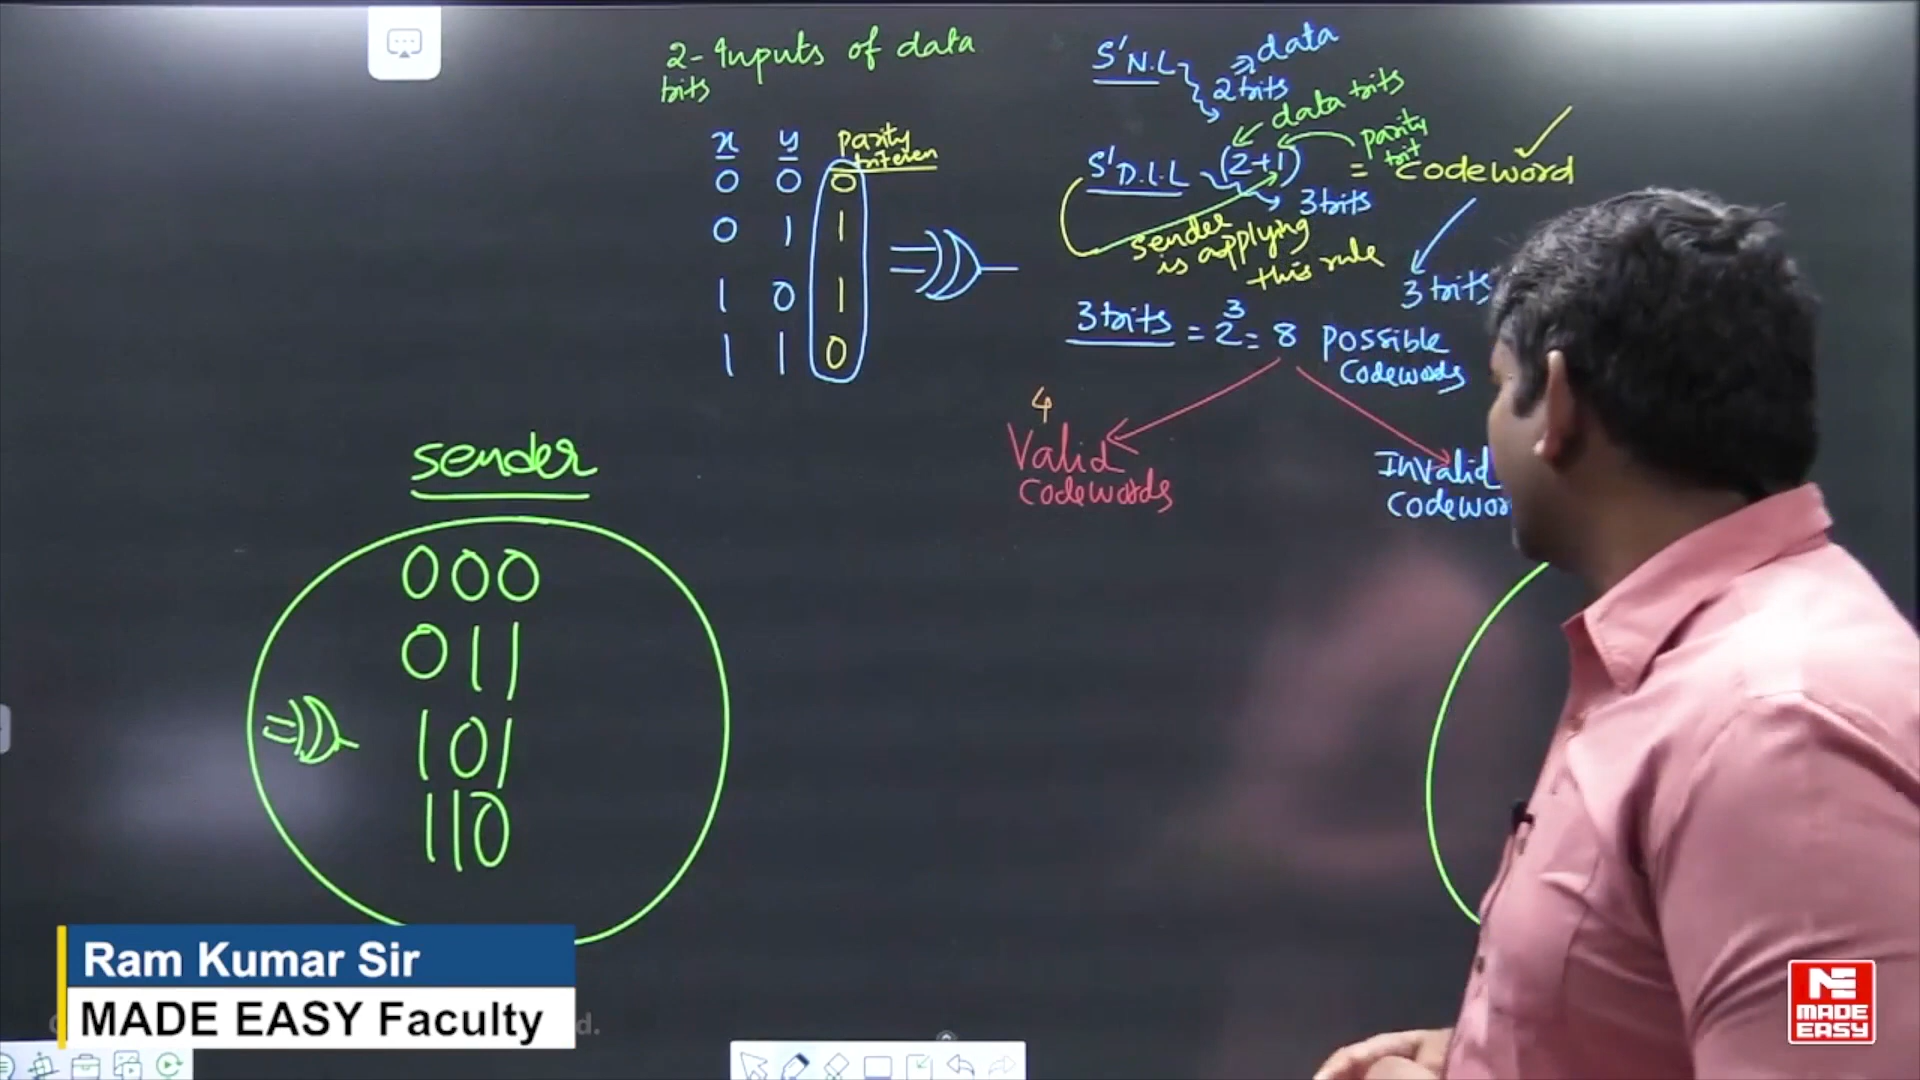 2-Inputs of data
bits
x y parity
bit even
0 0 0
0 1 1
1 0 1
1 1 0
S'N.L
⇒ data
2 bits
data bits
S'D.L.L (2+1)
parity
bit
= Codeword
3 bits
sender
is applying
this rule
3 bits
3 bits = 2³ = 8 possible
Codewords
4
Valid
Codewords
Invalid
sender
000
011
101
110
Ram Kumar Sir
MADE EASY Faculty
d.
ME
MADE
EASY